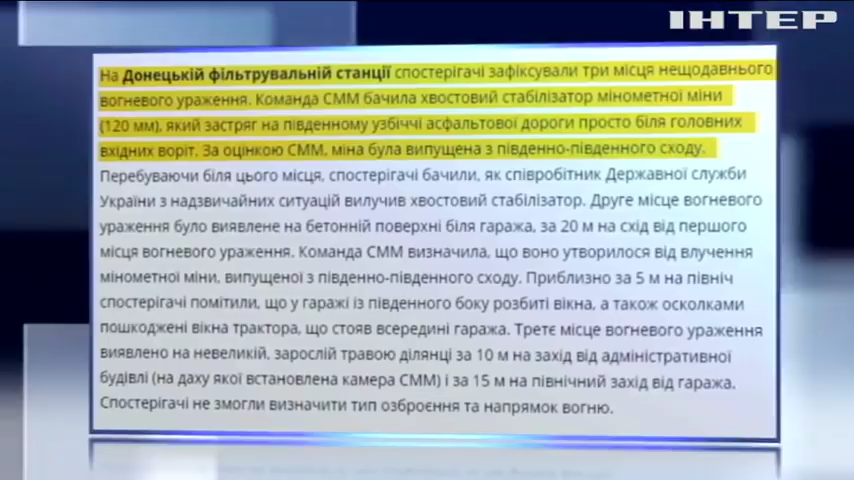 ІНТЕР
На Донецькій фільтрувальній станції спостерігачі зафіксували три місця нещодавнього
вогневого ураження. Команда СММ бачила хвостовий стабілізатор мінометної міни
(120 мм), який застряг на південному узбіччі асфальтової дороги просто біля головних
вхідних воріт. За оцінкою СММ, міна була випущена з південно-південного сходу.
Перебуваючи біля цього місця, спостерігачі бачили, як співробітник Державної служби
України з надзвичайних ситуацій вилучив хвостовий стабілізатор. Друге місце вогневого
ураження було виявлене на бетонній поверхні біля гаража, за 20 м на схід від першого
місця вогневого ураження. Команда СММ визначила, що воно утворилося від влучення
мінометної міни, випущеної з південно-південного сходу. Приблизно за 5 м на північ
спостерігачі помітили, що у гаражі із південного боку розбиті вікна, а також осколками
пошкоджені вікна трактора, що стояв всередині гаража. Третє місце вогневого ураження
виявлено на невеликій, зарослій травою ділянці за 10 м на захід від адміністративної
будівлі (на даху якої встановлена камера СММ) і за 15 м на північний захід від гаража.
Спостерігачі не змогли визначити тип озброєння та напрямок вогню.